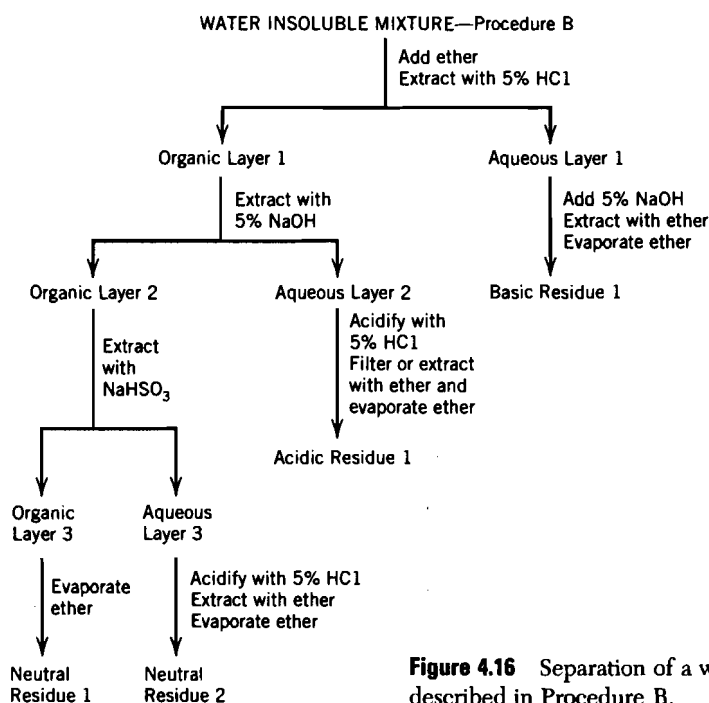 WATER INSOLUBLE MIXTURE—Procedure B
Add ether
Extract with 5% HCl
Organic Layer 1
Aqueous Layer 1
Extract with
5% NaOH
Add 5% NaOH
Extract with ether
Evaporate ether
Organic Layer 2
Aqueous Layer 2
Basic Residue 1
Extract
with
NaHSO₃
Acidify with
5% HCl
Filter or extract
with ether and
evaporate ether
Acidic Residue 1
Organic
Layer 3
Aqueous
Layer 3
Evaporate
ether
Acidify with 5% HCl
Extract with ether
Evaporate ether
Neutral
Residue 1
Neutral
Residue 2
Figure 4.16 Separation of a w
described in Procedure B.